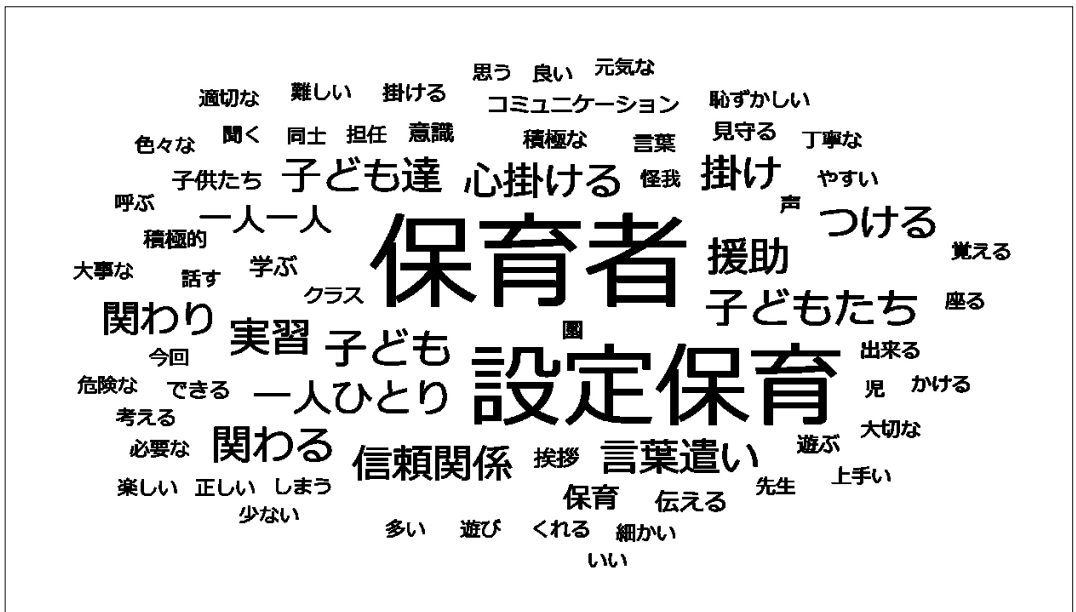 思う 良い 元気な
適切な 難しい 掛ける コミュニケーション 恥ずかしい
色々な 聞く 同士 担任 意識 積極な 言葉 見守る 丁寧な
子供たち 子ども達 心掛ける 怪我 掛け やすい
呼ぶ 一人一人 声 つける
積極的 保育者 援助 覚える
大事な 話す 学ぶ
クラス 子どもたち 座る
関わり 実習 子ども 園
今回 設定保育 出来る
危険な できる 一人ひとり 児 かける
考える 大切な
必要な 関わる 信頼関係 挨拶 言葉遣い 遊ぶ
楽しい 正しい しまう 保育 伝える 先生 上手い
少ない 多い 遊び くれる 細かい
いい